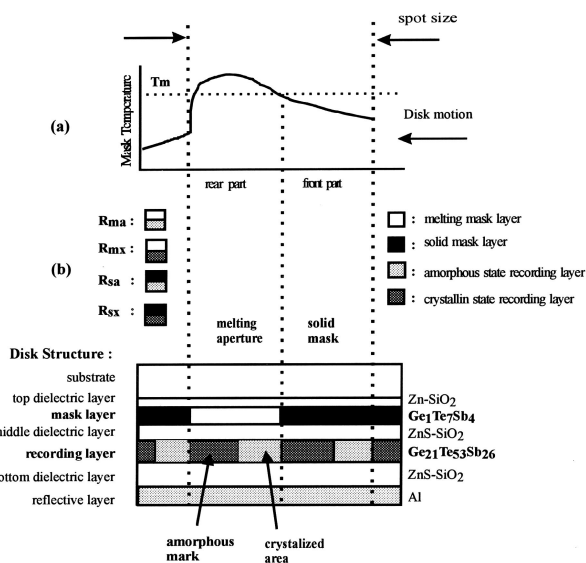 spot size
Tm
Mask Temperature
(a)
Disk motion
rear part
front part
Rma :
Rmx :
Rsa :
Rsx :
(b)
: melting mask layer
: solid mask layer
: amorphous state recording layer
: crystallin state recording layer
melting
aperture
solid
mask
Disk Structure :
substrate
top dielectric layer
Zn-SiO2
mask layer
Ge1Te7Sb4
middle dielectric layer
ZnS-SiO2
recording layer
Ge21Te53Sb26
ottom dielectric layer
ZnS-SiO2
reflective layer
Al
amorphous
mark
crystalized
area